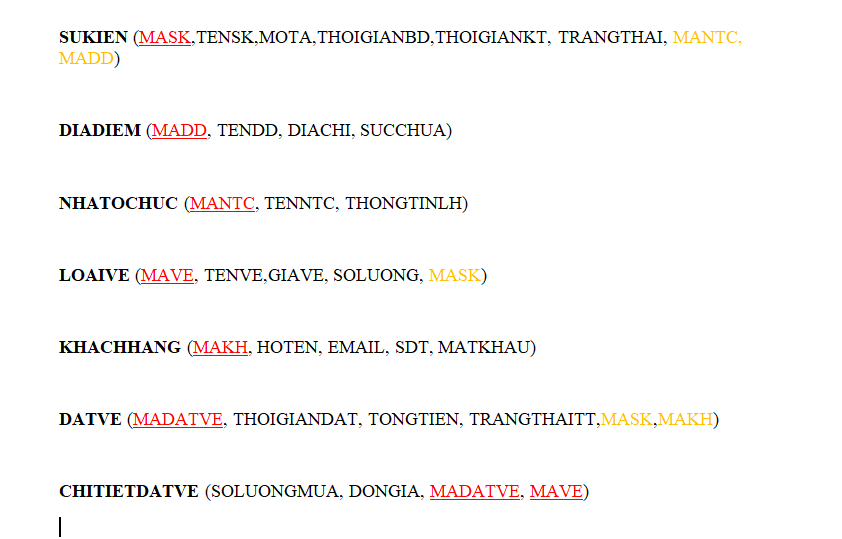 SUKIEN (MASK,TENSK,MOTA,THOIGIANBD,THOIGIANKT, TRANGTHAI, MANTC,
MADD)
DIADIEM (MADD, TENDD, DIACHI, SUCCHUA)
NHATOCHUC (MANTC, TENNTC, THONGTINLH)
LOAIVE (MAVE, TENVE,GIAVE, SOLUONG, MASK)
KHACHHANG (MAKH, HOTEN, EMAIL, SDT, MATKHAU)
DATVE (MADATVE, THOIGIANDAT, TONGTIEN, TRANGTHAITT,MASK,MAKH)
CHITIETDATVE (SOLUONGMUA, DONGIA, MADATVE, MAVE)